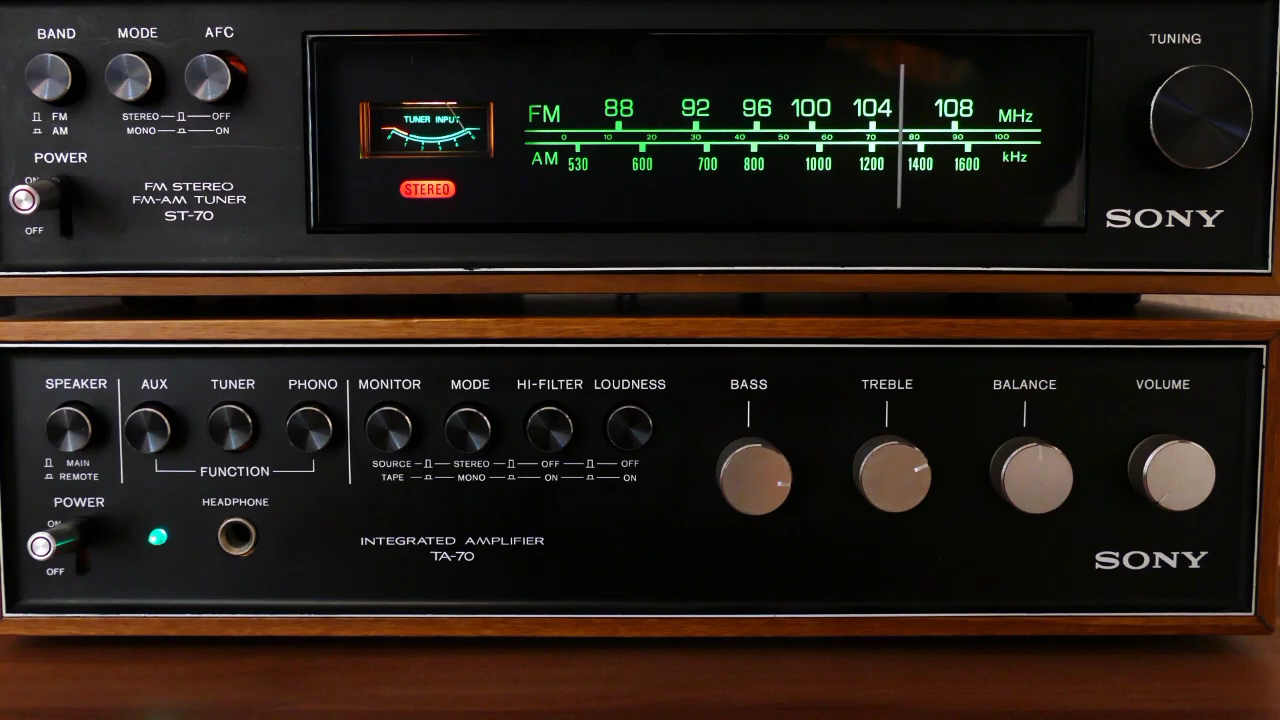 BAND MODE AFC
TUNING
FM 88 92 96 100 104 108 MHz
TUNER INPUT
0 10 20 30 40 50 60 70 80 90 100
AM 530 600 700 800 1000 1200 1400 1600 kHz
FM STEREO OFF
AM MONO ON
POWER
ON
OFF
FM STEREO
FM-AM TUNER
ST-70
STEREO
SONY
SPEAKER AUX TUNER PHONO MONITOR MODE HI-FILTER LOUDNESS BASS TREBLE BALANCE VOLUME
MAIN SOURCE STEREO OFF OFF
REMOTE TAPE MONO ON ON
FUNCTION
POWER HEADPHONE
ON
OFF
INTEGRATED AMPLIFIER
TA-70
SONY